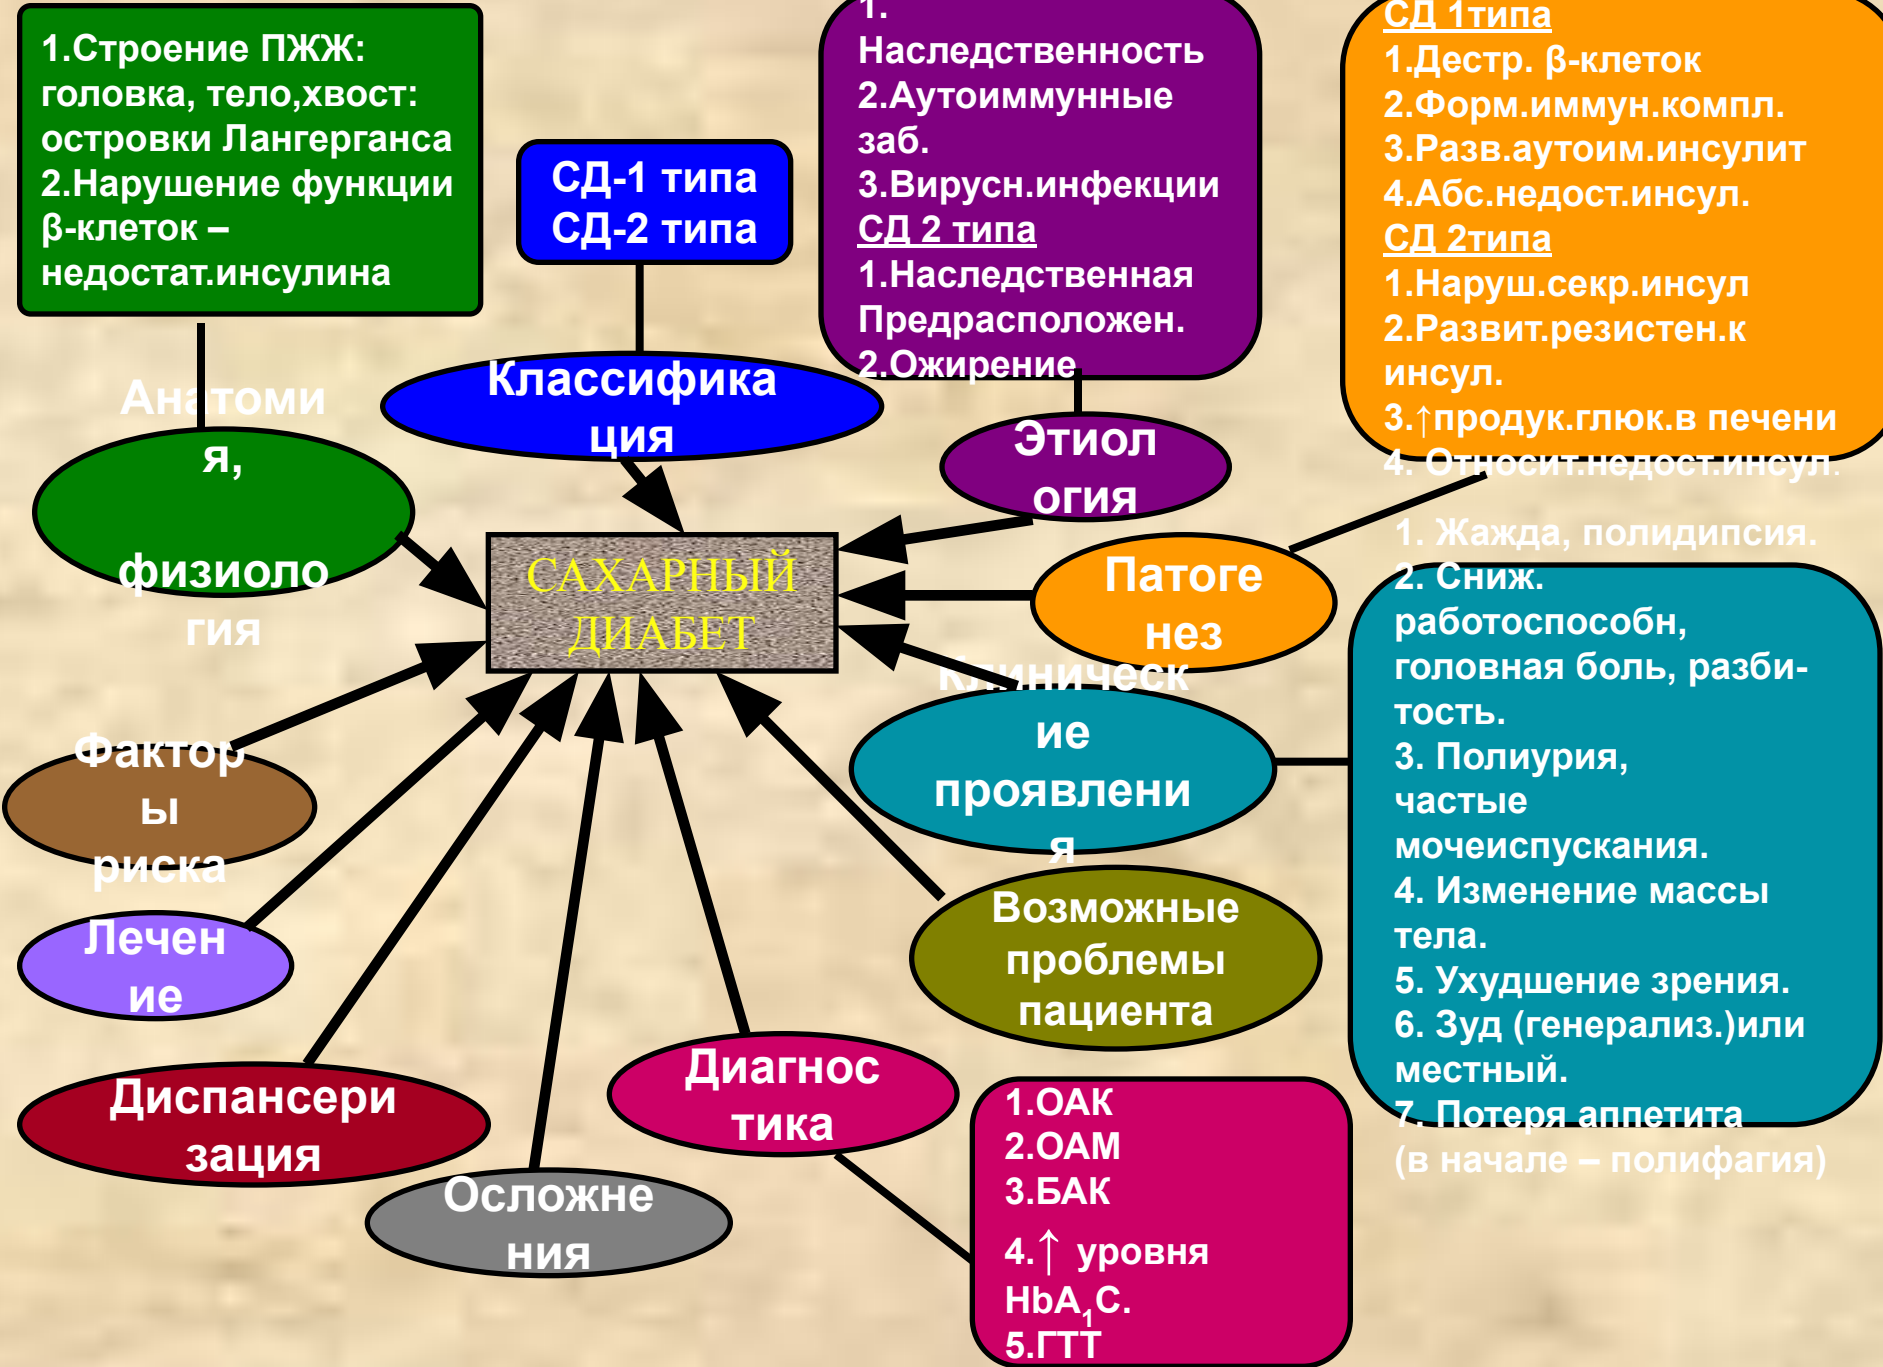 1.Строение ПЖЖ:
головка, тело,хвост:
островки Лангерганса
2.Нарушение функции
β-клеток –
недостат.инсулина
СД-1 типа
СД-2 типа
1.
Наследственность
2.Аутоиммунные
заб.
3.Вирусн.инфекции
СД 2 типа
1.Наследственная
Предрасположен.
2.Ожирение
СД 1типа
1.Дестр. β-клеток
2.Форм.иммун.компл.
3.Разв.аутоим.инсулит
4.Абс.недост.инсул.
СД 2типа
1.Наруш.секр.инсул
2.Развит.резистен.к
инсул.
3.↑продук.глюк.в печени
4. Относит.недост.инсул.
Анатоми
я,
физиоло
гия
Классифика
ция
Этиол
огия
Патоге
нез
САХАРНЫЙ
ДИАБЕТ
Клиническ
ие
проявлени
я
1. Жажда, полидипсия.
2. Сниж.
работоспособн,
головная боль, разби-
тость.
3. Полиурия,
частые
мочеиспускания.
4. Изменение массы
тела.
5. Ухудшение зрения.
6. Зуд (генерализ.)или
местный.
7. Потеря аппетита
(в начале – полифагия)
Фактор
ы
риска
Лечен
ие
Возможные
проблемы
пациента
Диспансери
зация
Диагнос
тика
Осложне
ния
1.ОАК
2.ОАМ
3.БАК
4.↑ уровня
HbA₁C.
5.ГТТ